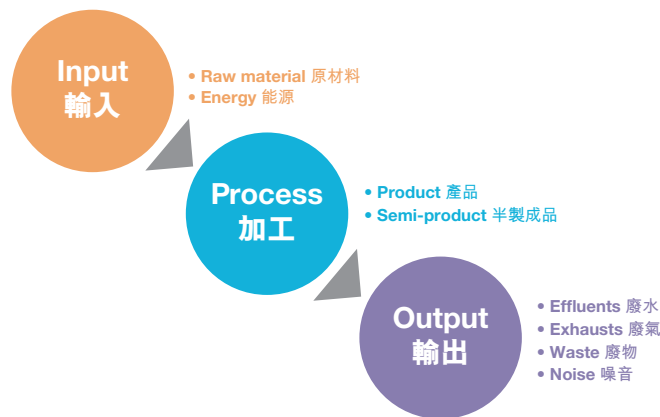 Input
輸入
• Raw material 原材料
• Energy 能源
Process
加工
• Product 產品
• Semi-product 半製成品
Output
輸出
• Effluents 廢水
• Exhausts 廢氣
• Waste 廢物
• Noise 噪音